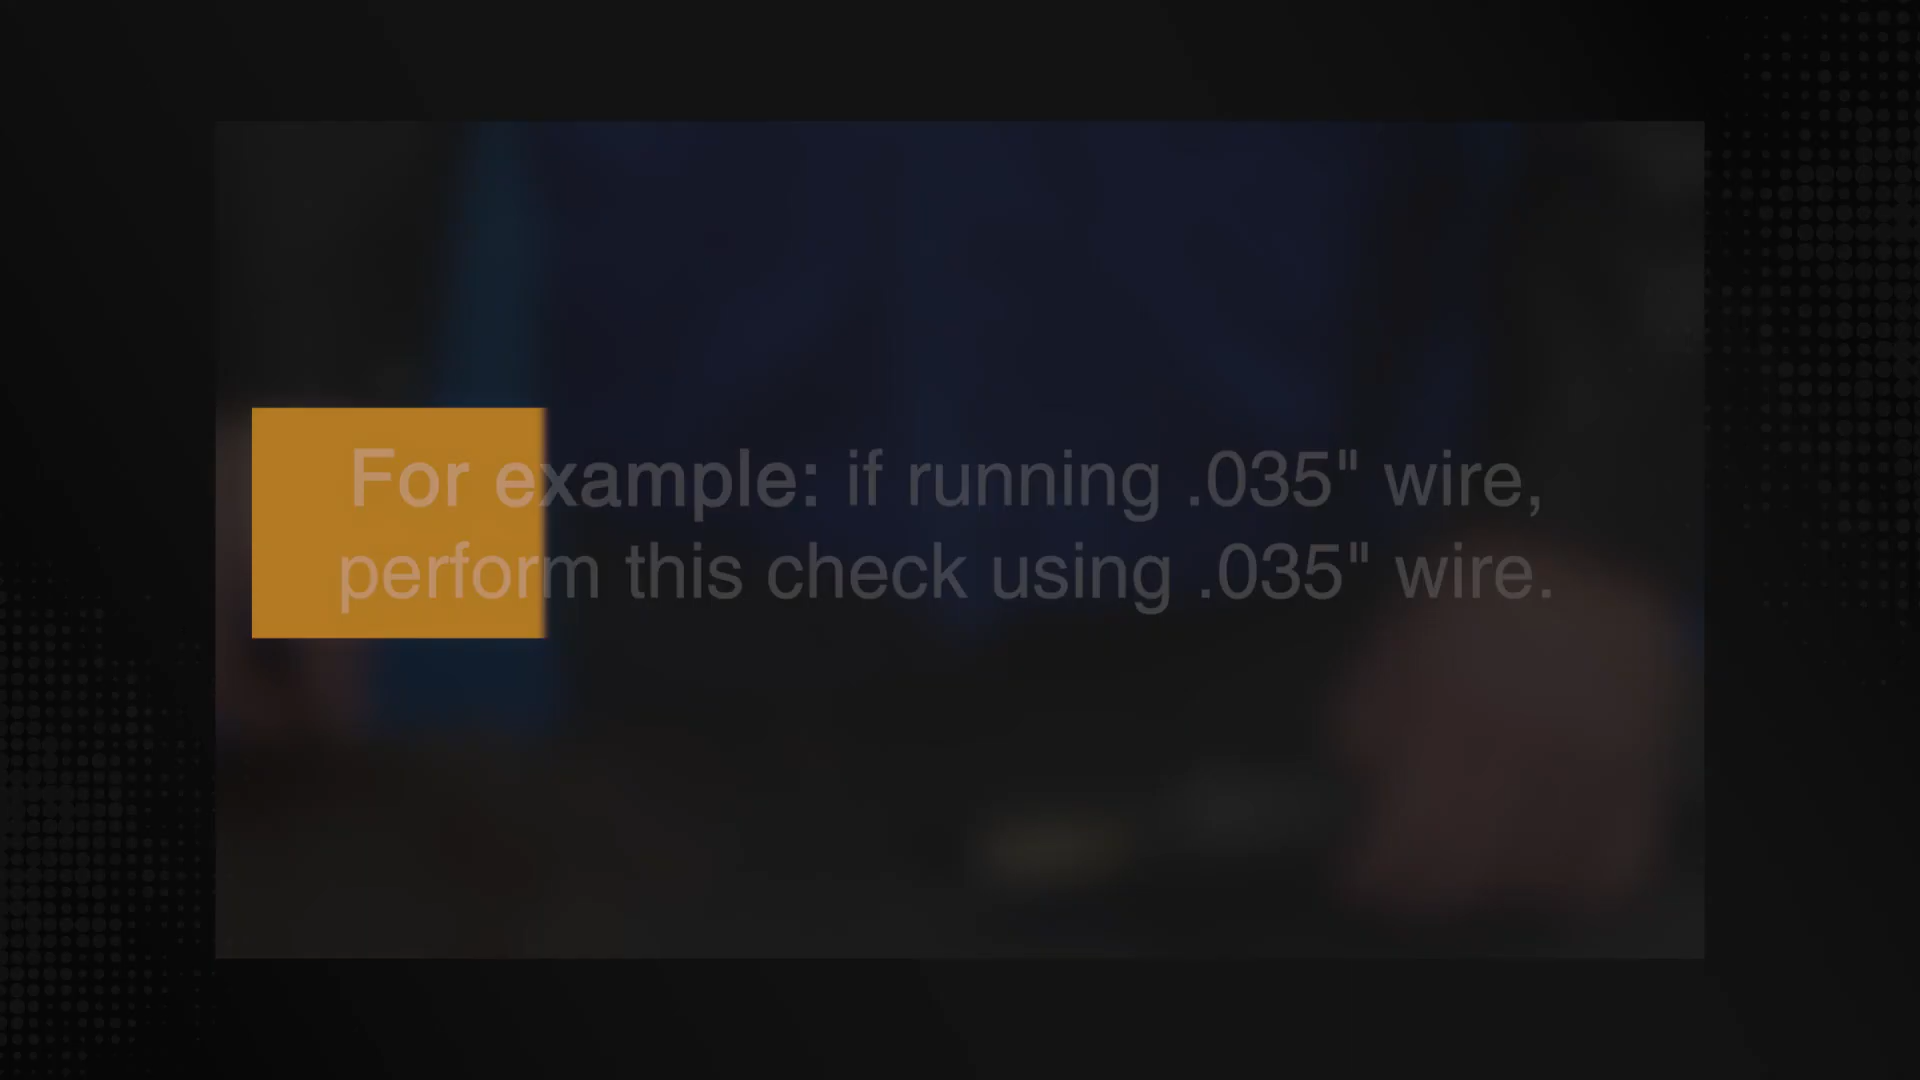 For example: if running .035" wire,
perform this check using .035" wire.